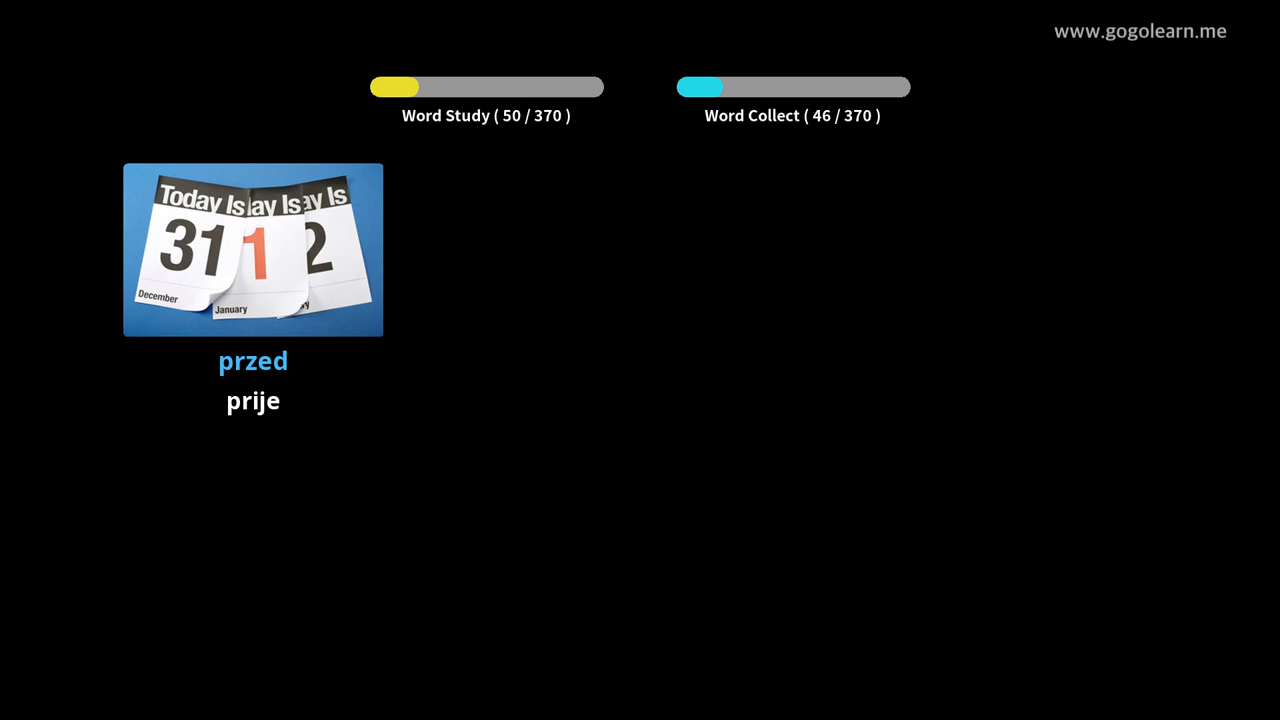 www.gogolearn.me
Word Study ( 50 / 370 )
Word Collect ( 46 / 370 )
Today Is
ay Is
ay Is
31
1
2
December
January
ry
przed
prije